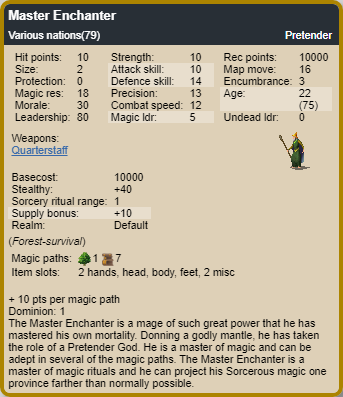 Master Enchanter
Various nations(79) Pretender
Hit points: 10 Strength: 10 Rec points: 10000
Size: 2 Attack skill: 10 Map move: 16
Protection: 0 Defence skill: 14 Encumbrance: 3
Magic res: 18 Precision: 13 Age: 22
Morale: 30 Combat speed: 12 (75)
Leadership: 80 Magic ldr: 5 Undead ldr: 0
Weapons:
Quarterstaff
Basecost: 10000
Stealthy: +40
Sorcery ritual range: 1
Supply bonus: +10
Realm: Default
(Forest-survival)
Magic paths: 1 7
Item slots: 2 hands, head, body, feet, 2 misc
+ 10 pts per magic path
Dominion: 1
The Master Enchanter is a mage of such great power that he has
mastered his own mortality. Donning a godly mantle, he has taken
the role of a Pretender God. He is a master of magic and can be
adept in several of the magic paths. The Master Enchanter is a
master of magic rituals and he can project his Sorcerous magic one
province farther than normally possible.